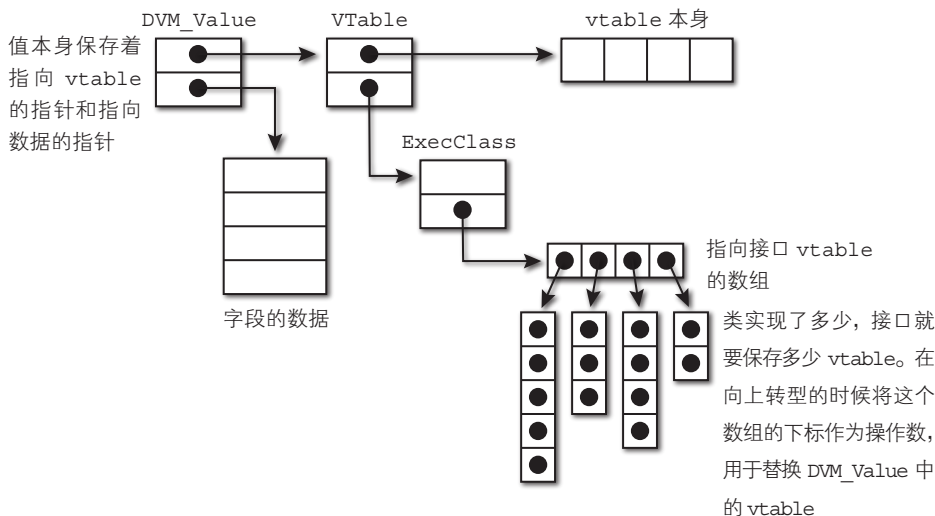 DVM_Value
VTable
vtable 本身
值本身保存着
指向 vtable
的指针和指向
数据的指针
ExecClass
字段的数据
指向接口 vtable
的数组
类实现了多少，接口就
要保存多少 vtable。在
向上转型的时候将这个
数组的下标作为操作数，
用于替换 DVM_Value 中
的 vtable